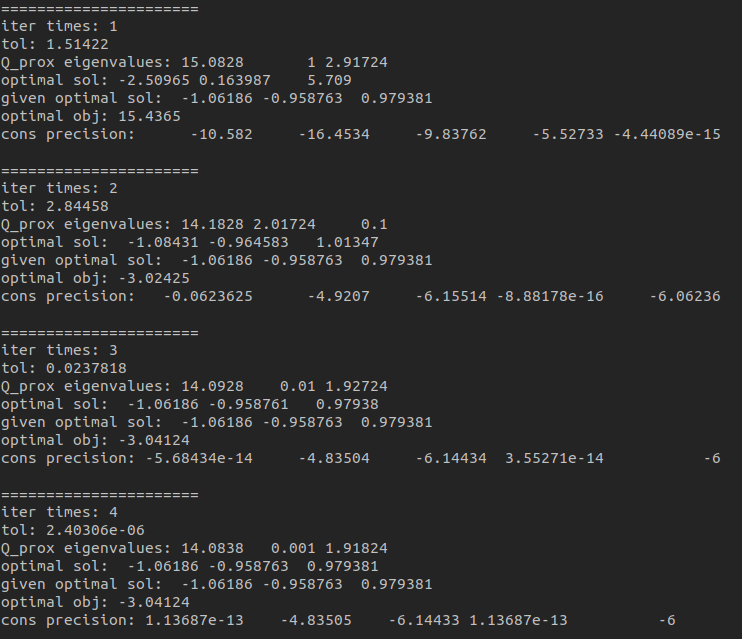 ======================
iter times: 1
tol: 1.51422
Q_prox eigenvalues: 15.0828       1 2.91724
optimal sol: -2.50965 0.163987    5.709
given optimal sol:  -1.06186 -0.958763  0.979381
optimal obj: 15.4365
cons precision:      -10.582     -16.4534     -9.83762     -5.52733 -4.44089e-15
======================
iter times: 2
tol: 2.84458
Q_prox eigenvalues: 14.1828 2.01724     0.1
optimal sol:  -1.08431 -0.964583   1.01347
given optimal sol:  -1.06186 -0.958763  0.979381
optimal obj: -3.02425
cons precision:   -0.0623625      -4.9207     -6.15514 -8.88178e-16     -6.06236
======================
iter times: 3
tol: 0.0237818
Q_prox eigenvalues: 14.0928    0.01 1.92724
optimal sol:  -1.06186 -0.958761   0.97938
given optimal sol:  -1.06186 -0.958763  0.979381
optimal obj: -3.04124
cons precision: -5.68434e-14     -4.83504     -6.14434  3.55271e-14           -6
======================
iter times: 4
tol: 2.40306e-06
Q_prox eigenvalues: 14.0838   0.001 1.91824
optimal sol:  -1.06186 -0.958763  0.979381
given optimal sol:  -1.06186 -0.958763  0.979381
optimal obj: -3.04124
cons precision: 1.13687e-13    -4.83505    -6.14433 1.13687e-13          -6